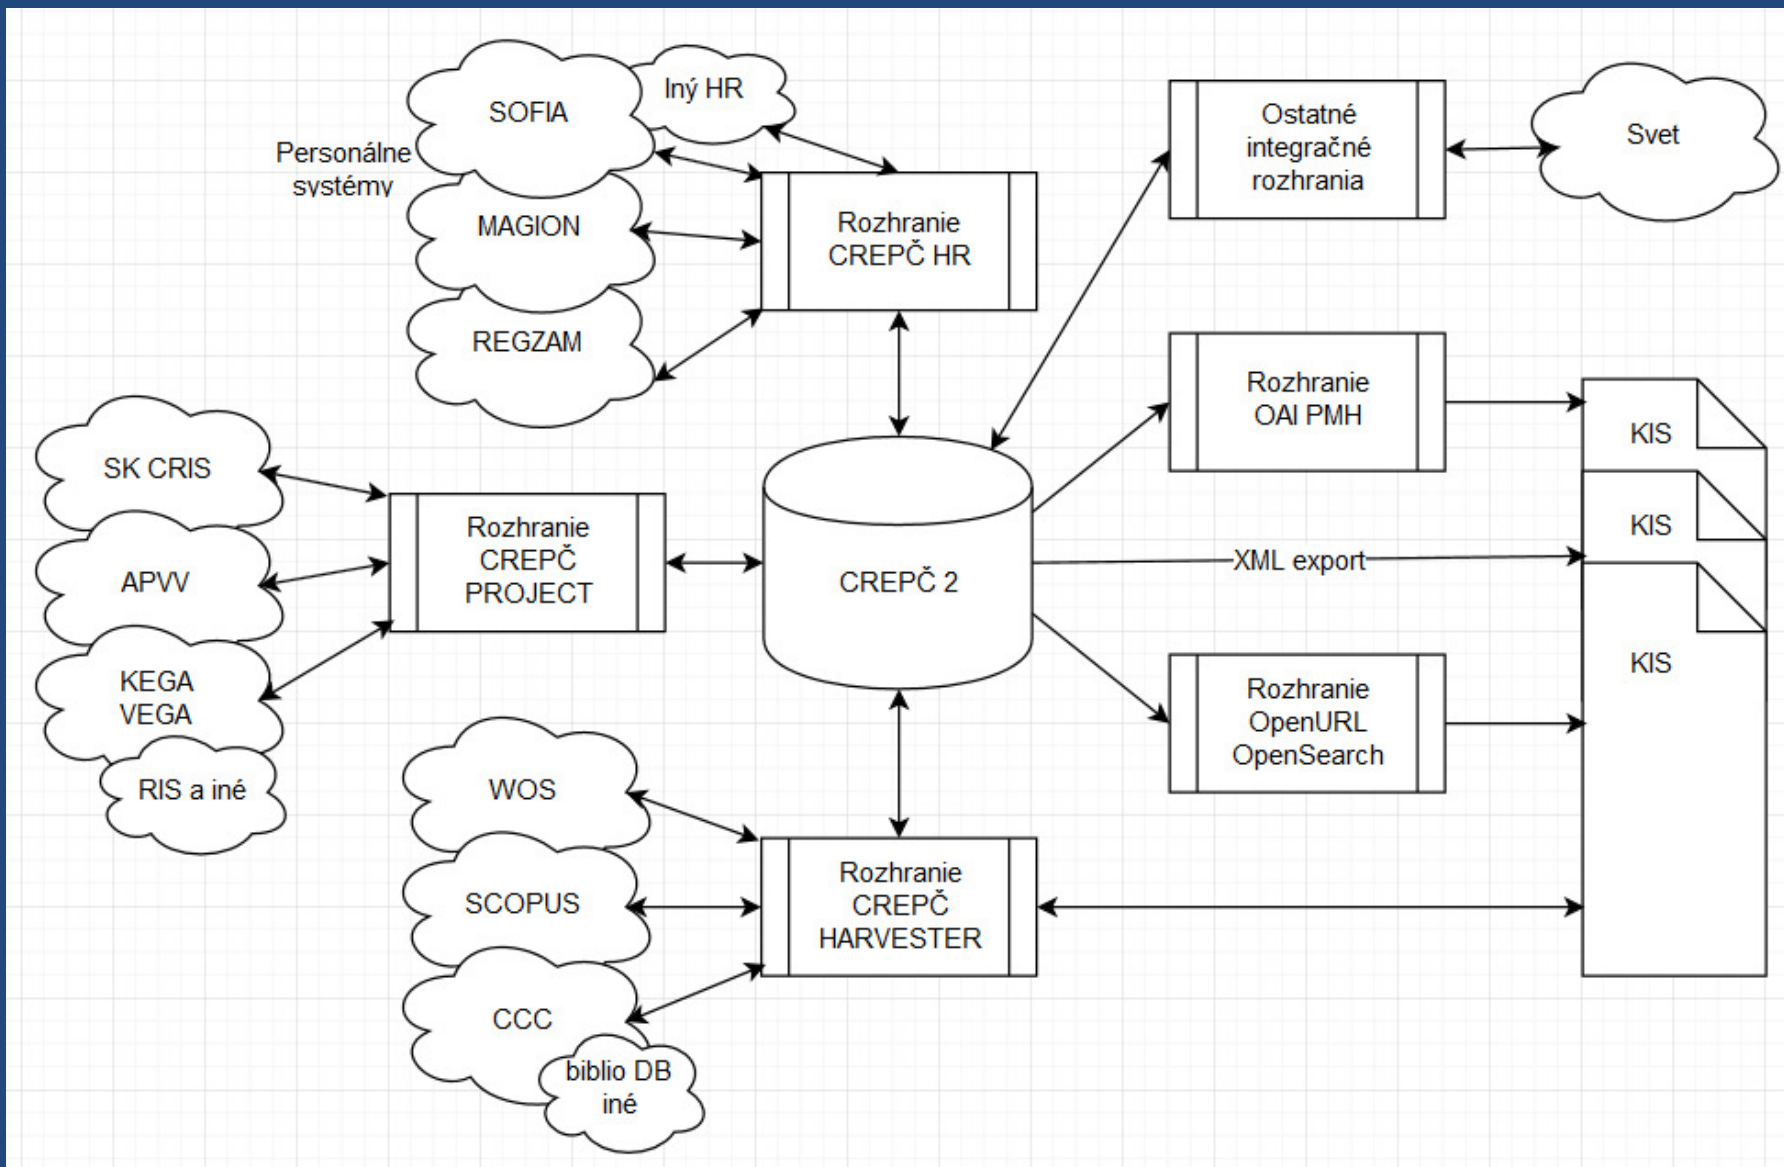 SOFIA
Iný HR
Personálne
systémy
MAGION
REGZAM
Rozhranie
CREPČ HR
Ostatné
integračné
rozhrania
Svet
Rozhranie
OAI PMH
KIS
KIS
KIS
SK CRIS
APVV
KEGA
VEGA
RIS a iné
Rozhranie
CREPČ
PROJECT
CREPČ 2
XML export
Rozhranie
OpenURL
OpenSearch
WOS
SCOPUS
CCC
biblio DB
iné
Rozhranie
CREPČ
HARVESTER